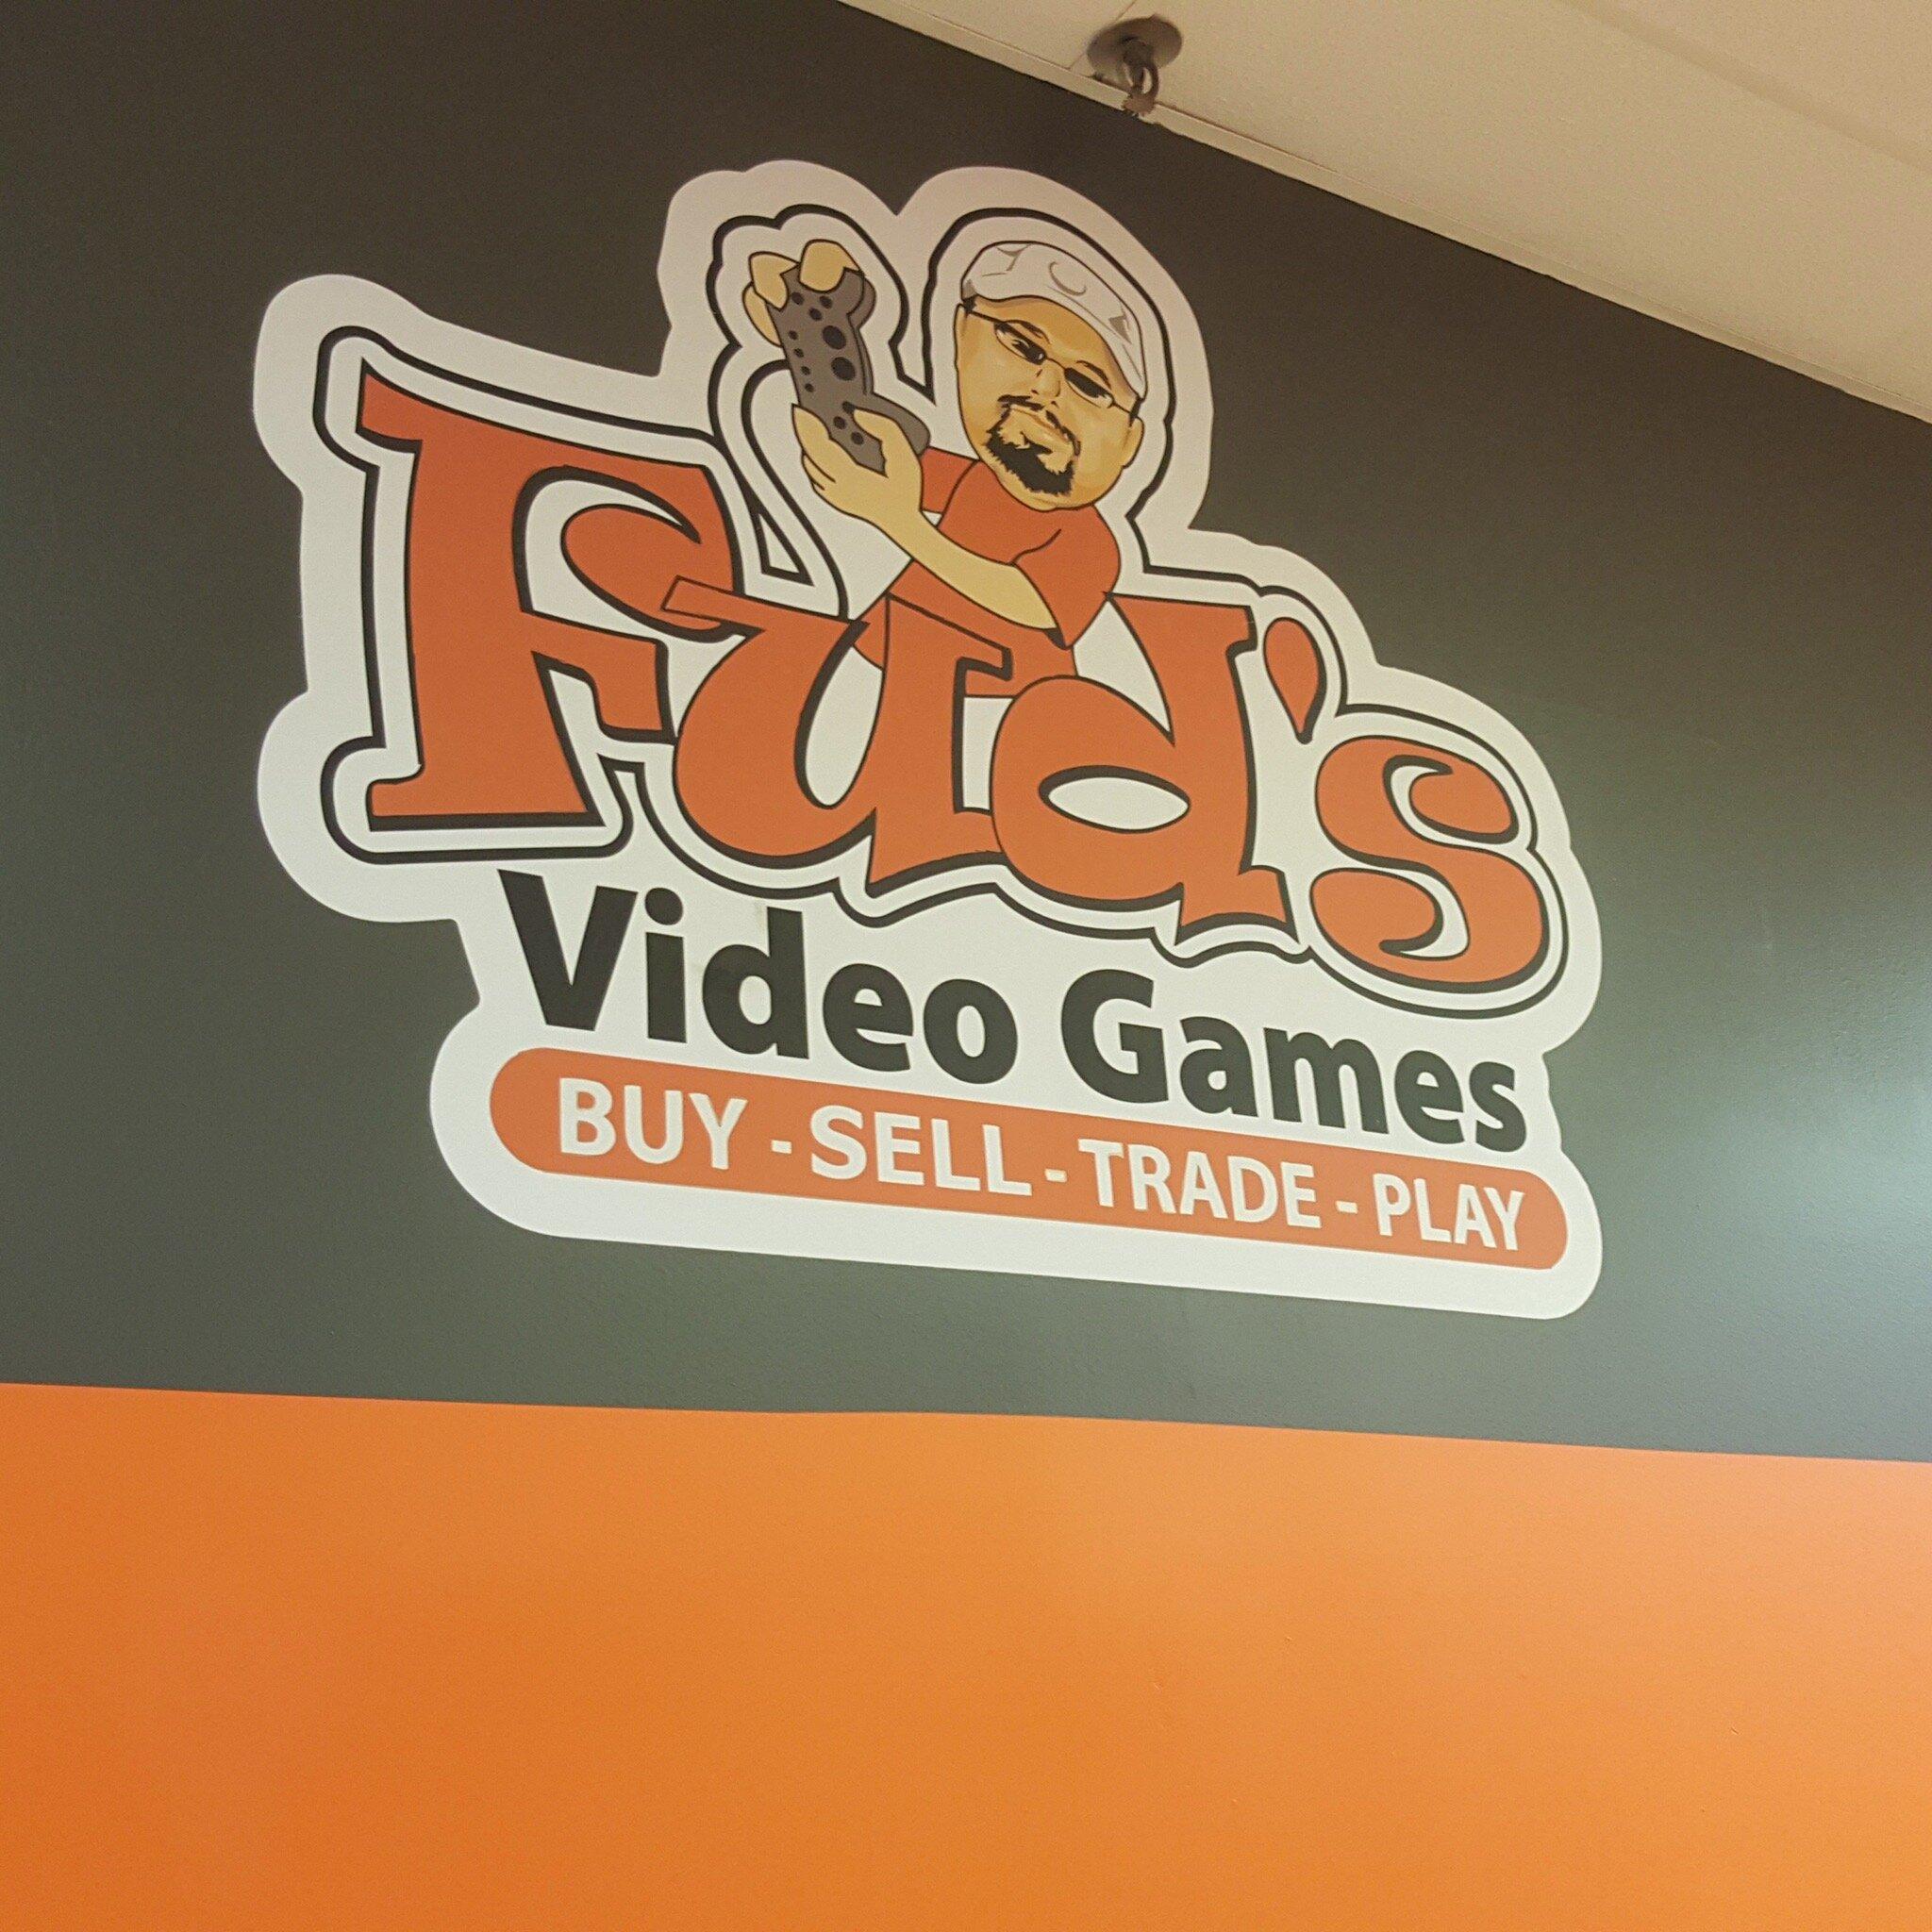 Fud's
Video Games
BUY - SELL - TRADE - PLAY